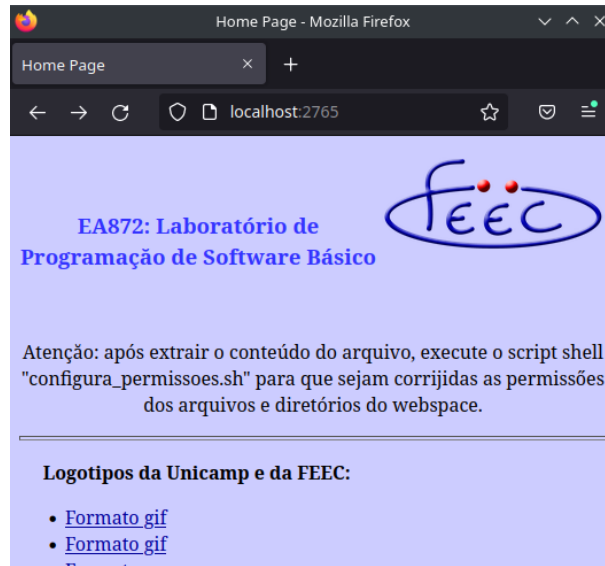 Home Page - Mozilla Firefox
Home Page
localhost:2765
FEEC
EA872: Laboratório de
Programação de Software Básico
Atenção: após extrair o conteúdo do arquivo, execute o script shell
"configura_permissoes.sh" para que sejam corrijidas as permissões
dos arquivos e diretórios do webspace.
Logotipos da Unicamp e da FEEC:
• Formato gif
• Formato gif